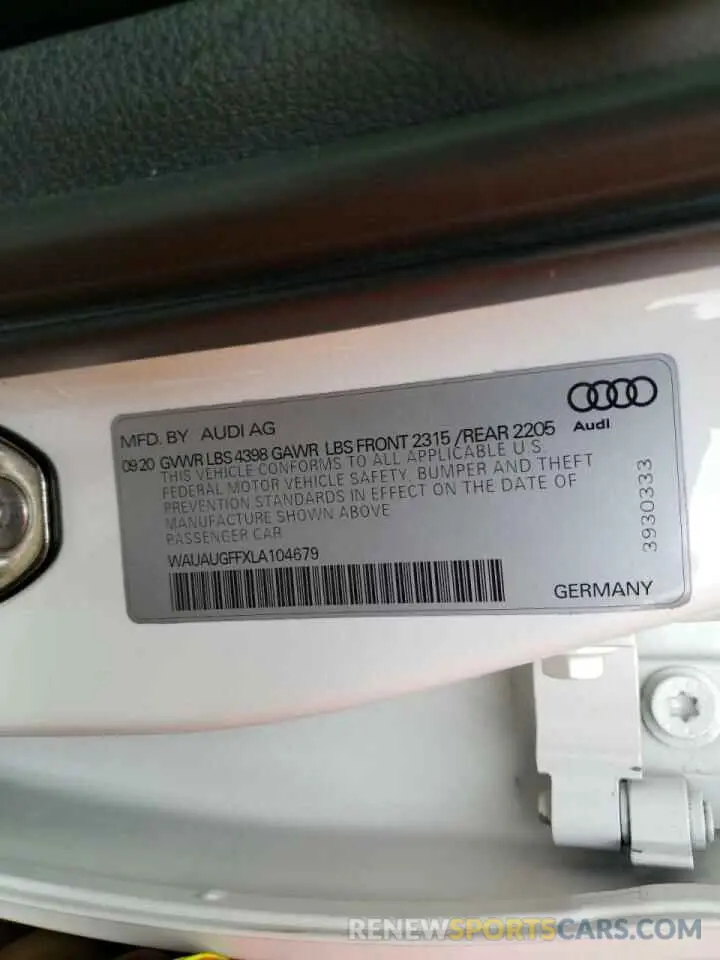 MFD. BY AUDI AG
Audi
09 20 GVWR LBS 4398 GAWR LBS FRONT 2315 /REAR 2205
THIS VEHICLE CONFORMS TO ALL APPLICABLE U.S.
FEDERAL MOTOR VEHICLE SAFETY, BUMPER AND THEFT
PREVENTION STANDARDS IN EFFECT ON THE DATE OF
MANUFACTURE SHOWN ABOVE
PASSENGER CAR
WAUAUGFFXLA104679
3930333
GERMANY
RENEWSPORTSCARS.COM